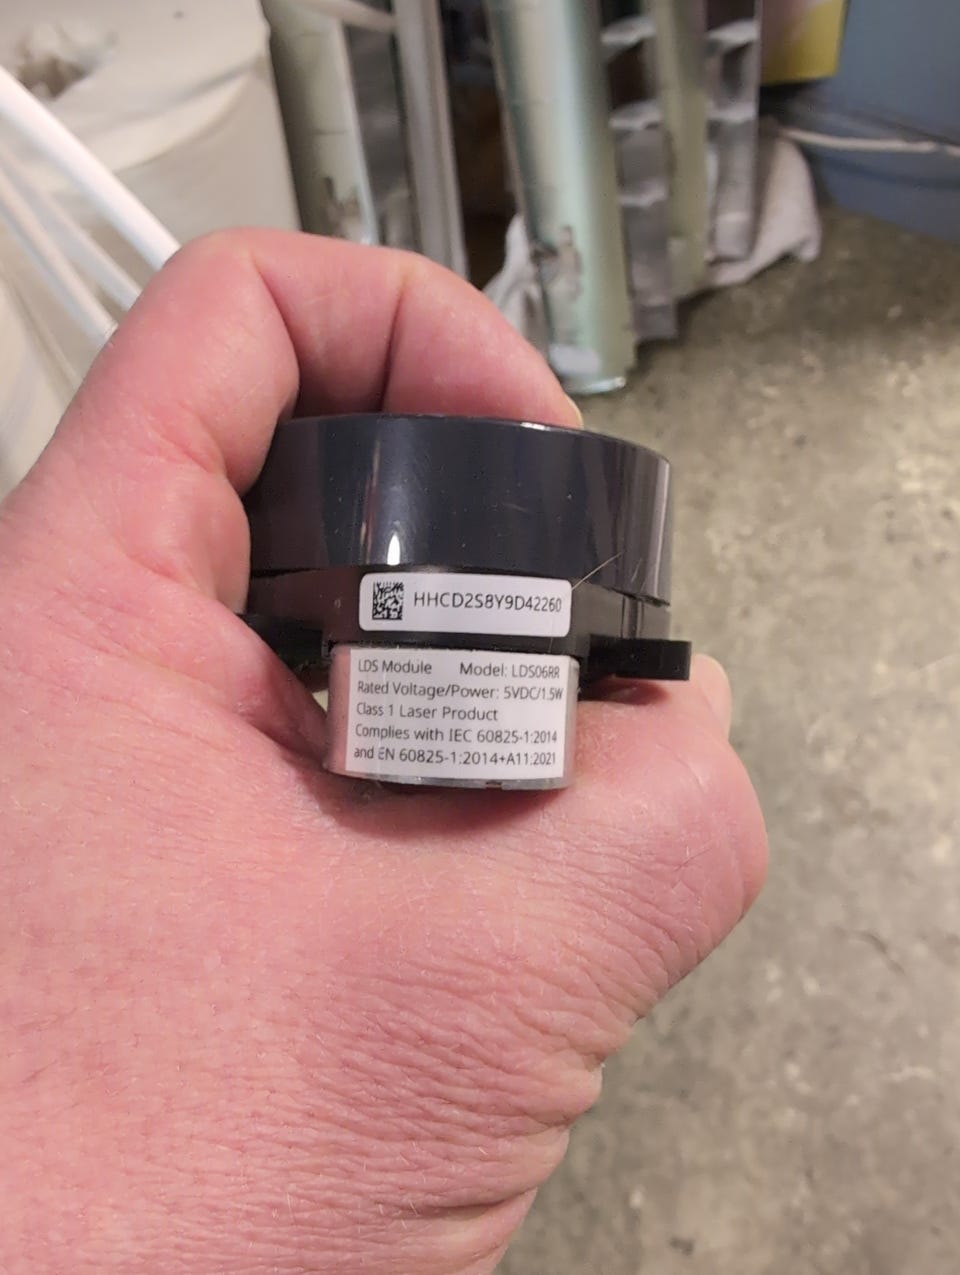 HHCD2S8Y9D42260
LDS Module Model: LDS06RR
Rated Voltage/Power: 5VDC/1.5W
Class 1 Laser Product
Complies with IEC 60825-1:2014
and EN 60825-1:2014+A11:2021